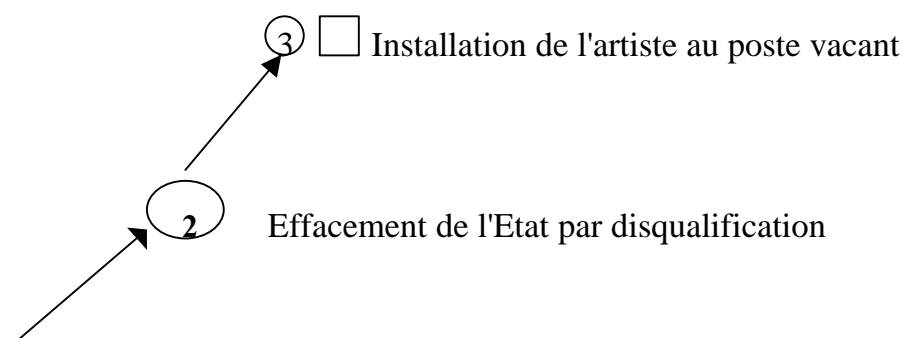 3 Installation de l'artiste au poste vacant
2 Effacement de l'Etat par disqualification